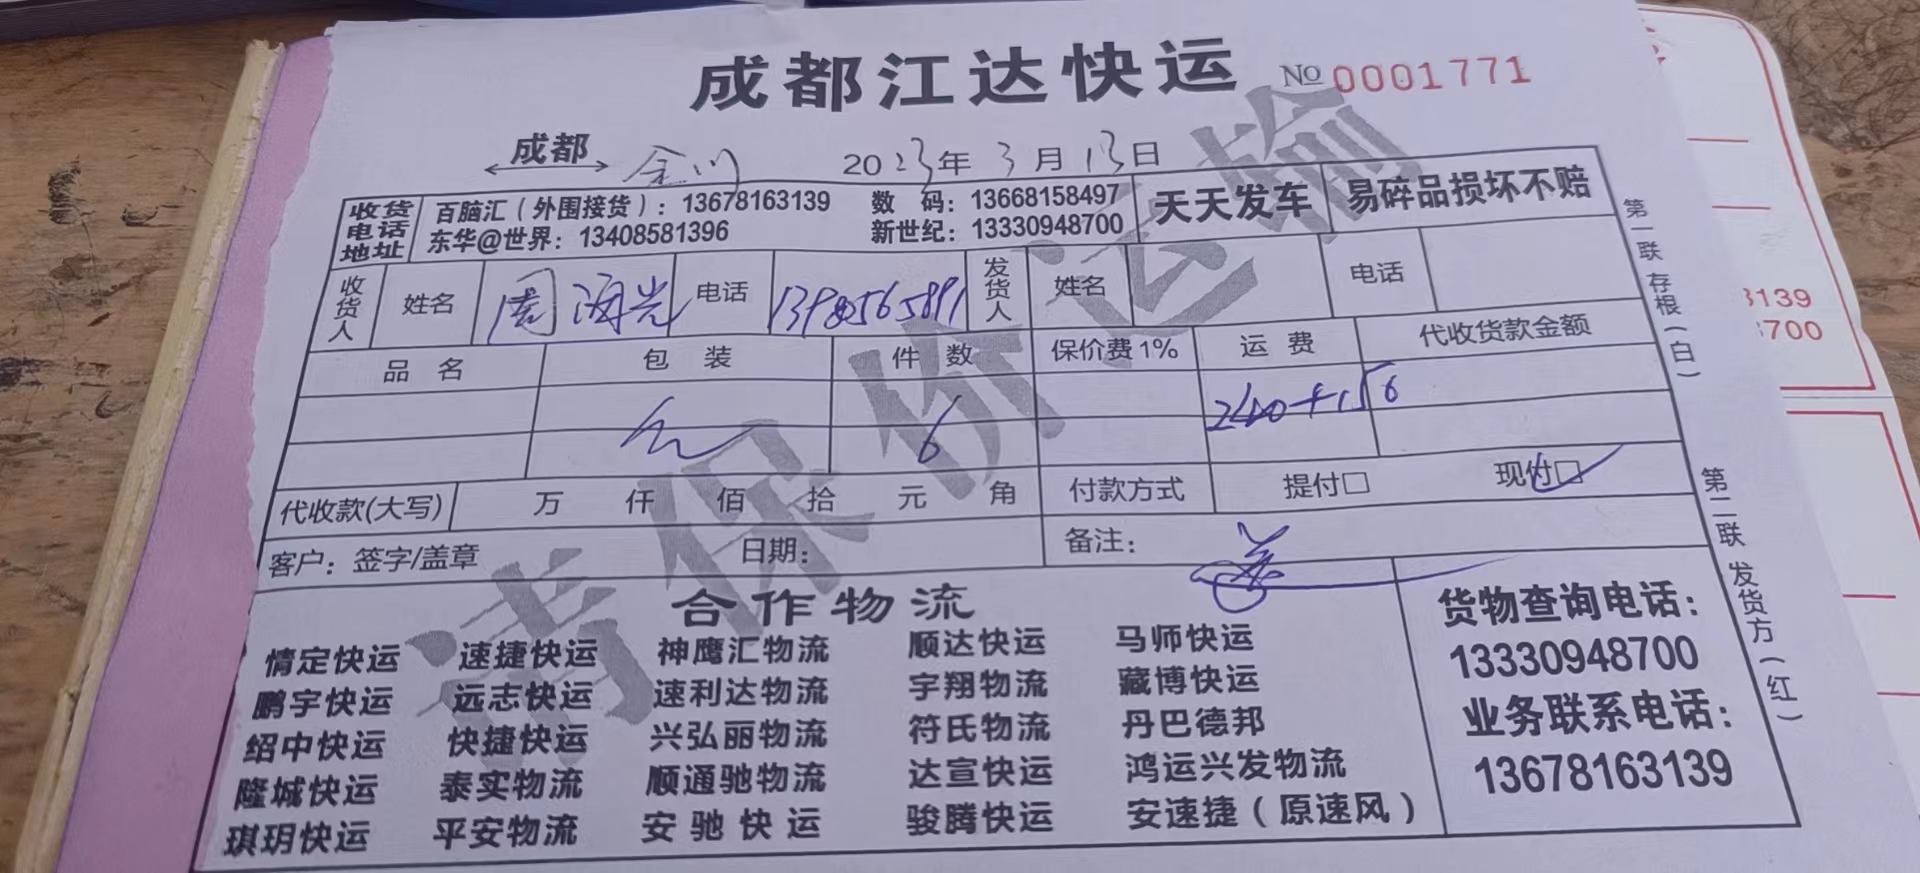 成都江达快运 No 0001771
成都 金川 2023年3月13日
收货电话地址 百脑汇（外围接货）：13678163139 数 码：13668158497 天天发车 易碎品损坏不赔
东华@世界：13408581396 新世纪：13330948700
收货人 姓名 周海光 电话 发货人 姓名 电话
品 名 包 装 件 数 保价费1% 运 费 代收货款金额
240+156
6
代收款(大写) 万 仟 佰 拾 元 角 付款方式 提付□ 现付□
客户：签字/盖章 日期： 备注：
请保价运输
合作物流
情定快运 速捷快运 神鹰汇物流 顺达快运 马师快运
鹏宇快运 远志快运 速利达物流 宇翔物流 藏博快运
绍中快运 快捷快运 兴弘丽物流 符氏物流 丹巴德邦
隆城快运 泰实物流 顺通驰物流 达宣快运 鸿运兴发物流
琪玥快运 平安物流 安驰快运 骏腾快运 安速捷（原速风）
货物查询电话：
13330948700
业务联系电话：
13678163139
第一联 存根（白）
第二联 发货方（红）
3139
8700